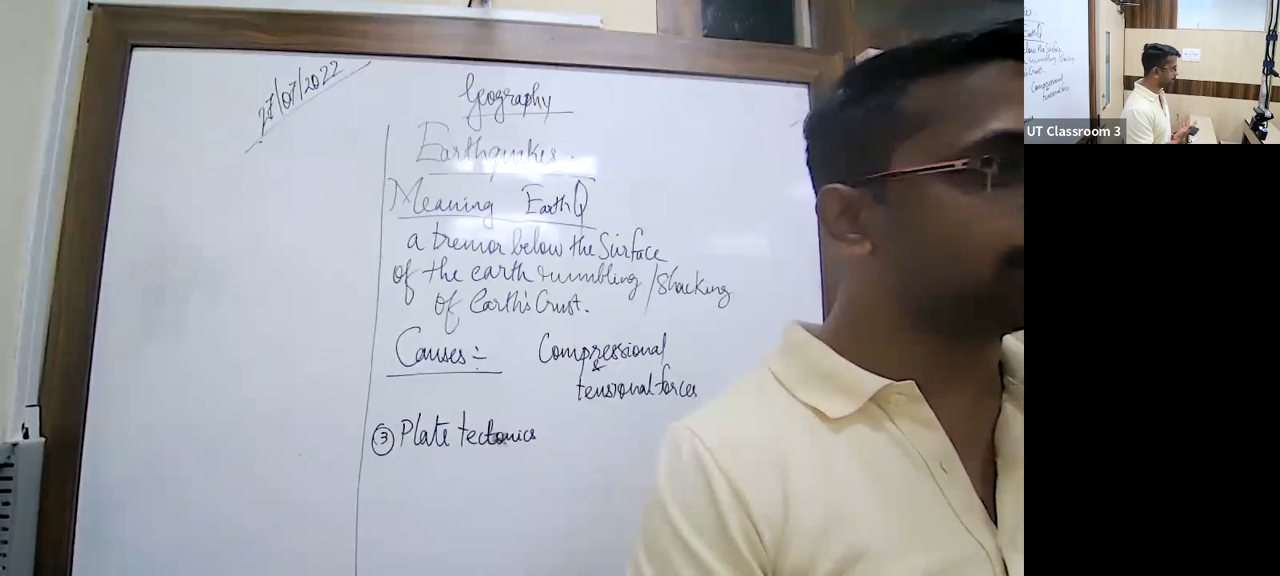 27/07/2022
Geography
Earthqukes.
Meaning EarthQ
a tremor below the Surface
of the earth rumbling / Shacking
of Earth's Crust.
Causes :- Compressional
&
tensional forces
③ Plate tectonics
UT Classroom 3